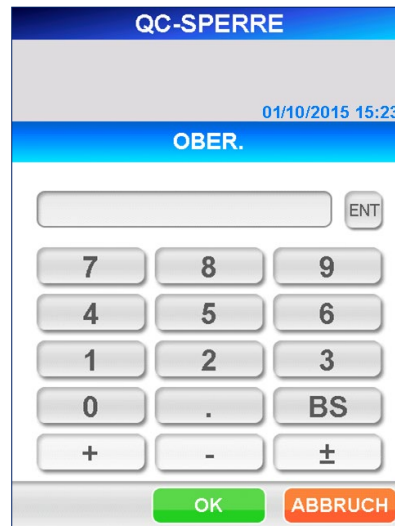 QC-SPERRE
01/10/2015 15:23
OBER.
ENT
7 8 9
4 5 6
1 2 3
0 . BS
+ - ±
OK ABBRUCH